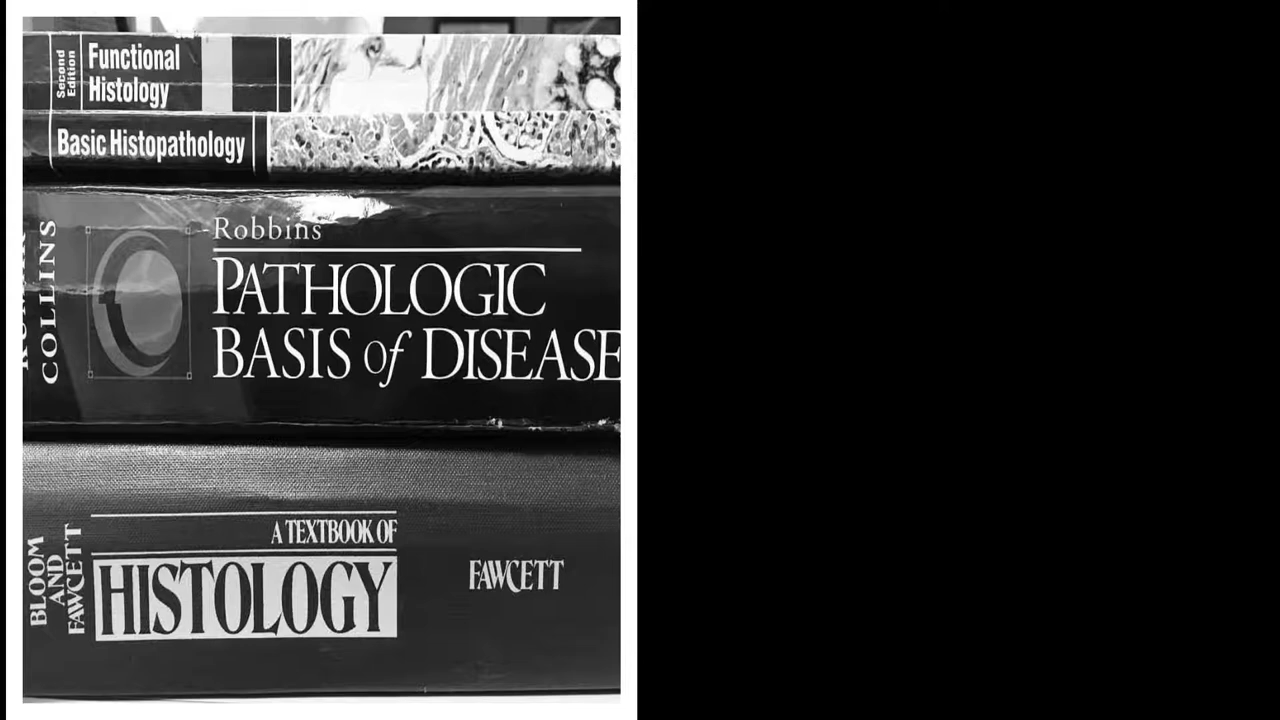 Second
Edition
Functional
Histology
Basic Histopathology
COLLINS
Robbins
PATHOLOGIC
BASIS of DISEASE
BLOOM
AND
FAWCETT
A TEXTBOOK OF
HISTOLOGY
FAWCETT